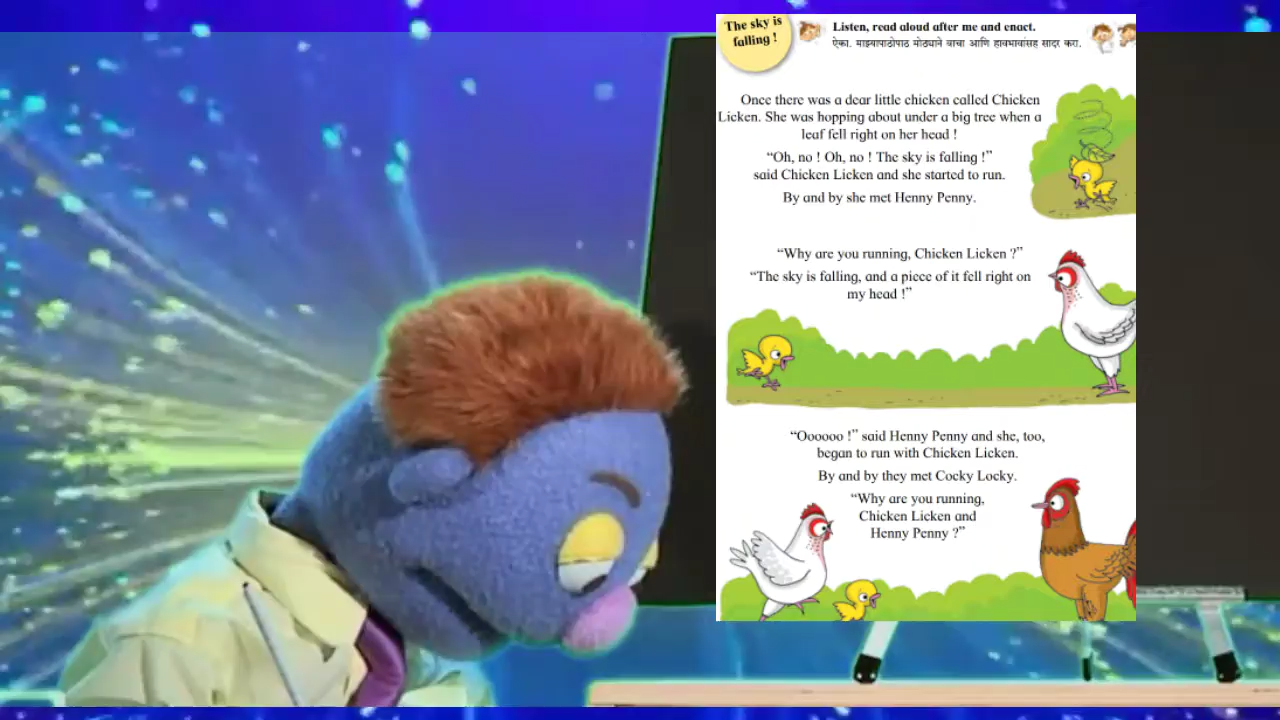 The sky is
falling !
Listen, read aloud after me and enact.
ऐका. माझ्यापाठोपाठ मोठ्याने वाचा आणि हावभावांसह सादर करा.
Once there was a dear little chicken called Chicken
Licken. She was hopping about under a big tree when a
leaf fell right on her head !
“Oh, no ! Oh, no ! The sky is falling !”
said Chicken Licken and she started to run.
By and by she met Henny Penny.
“Why are you running, Chicken Licken ?”
“The sky is falling, and a piece of it fell right on
my head !”
“Oooooo !” said Henny Penny and she, too,
began to run with Chicken Licken.
By and by they met Cocky Locky.
“Why are you running,
Chicken Licken and
Henny Penny ?”